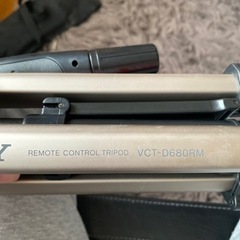 Y REMOTE CONTROL TRIPOD VCT-D680RM